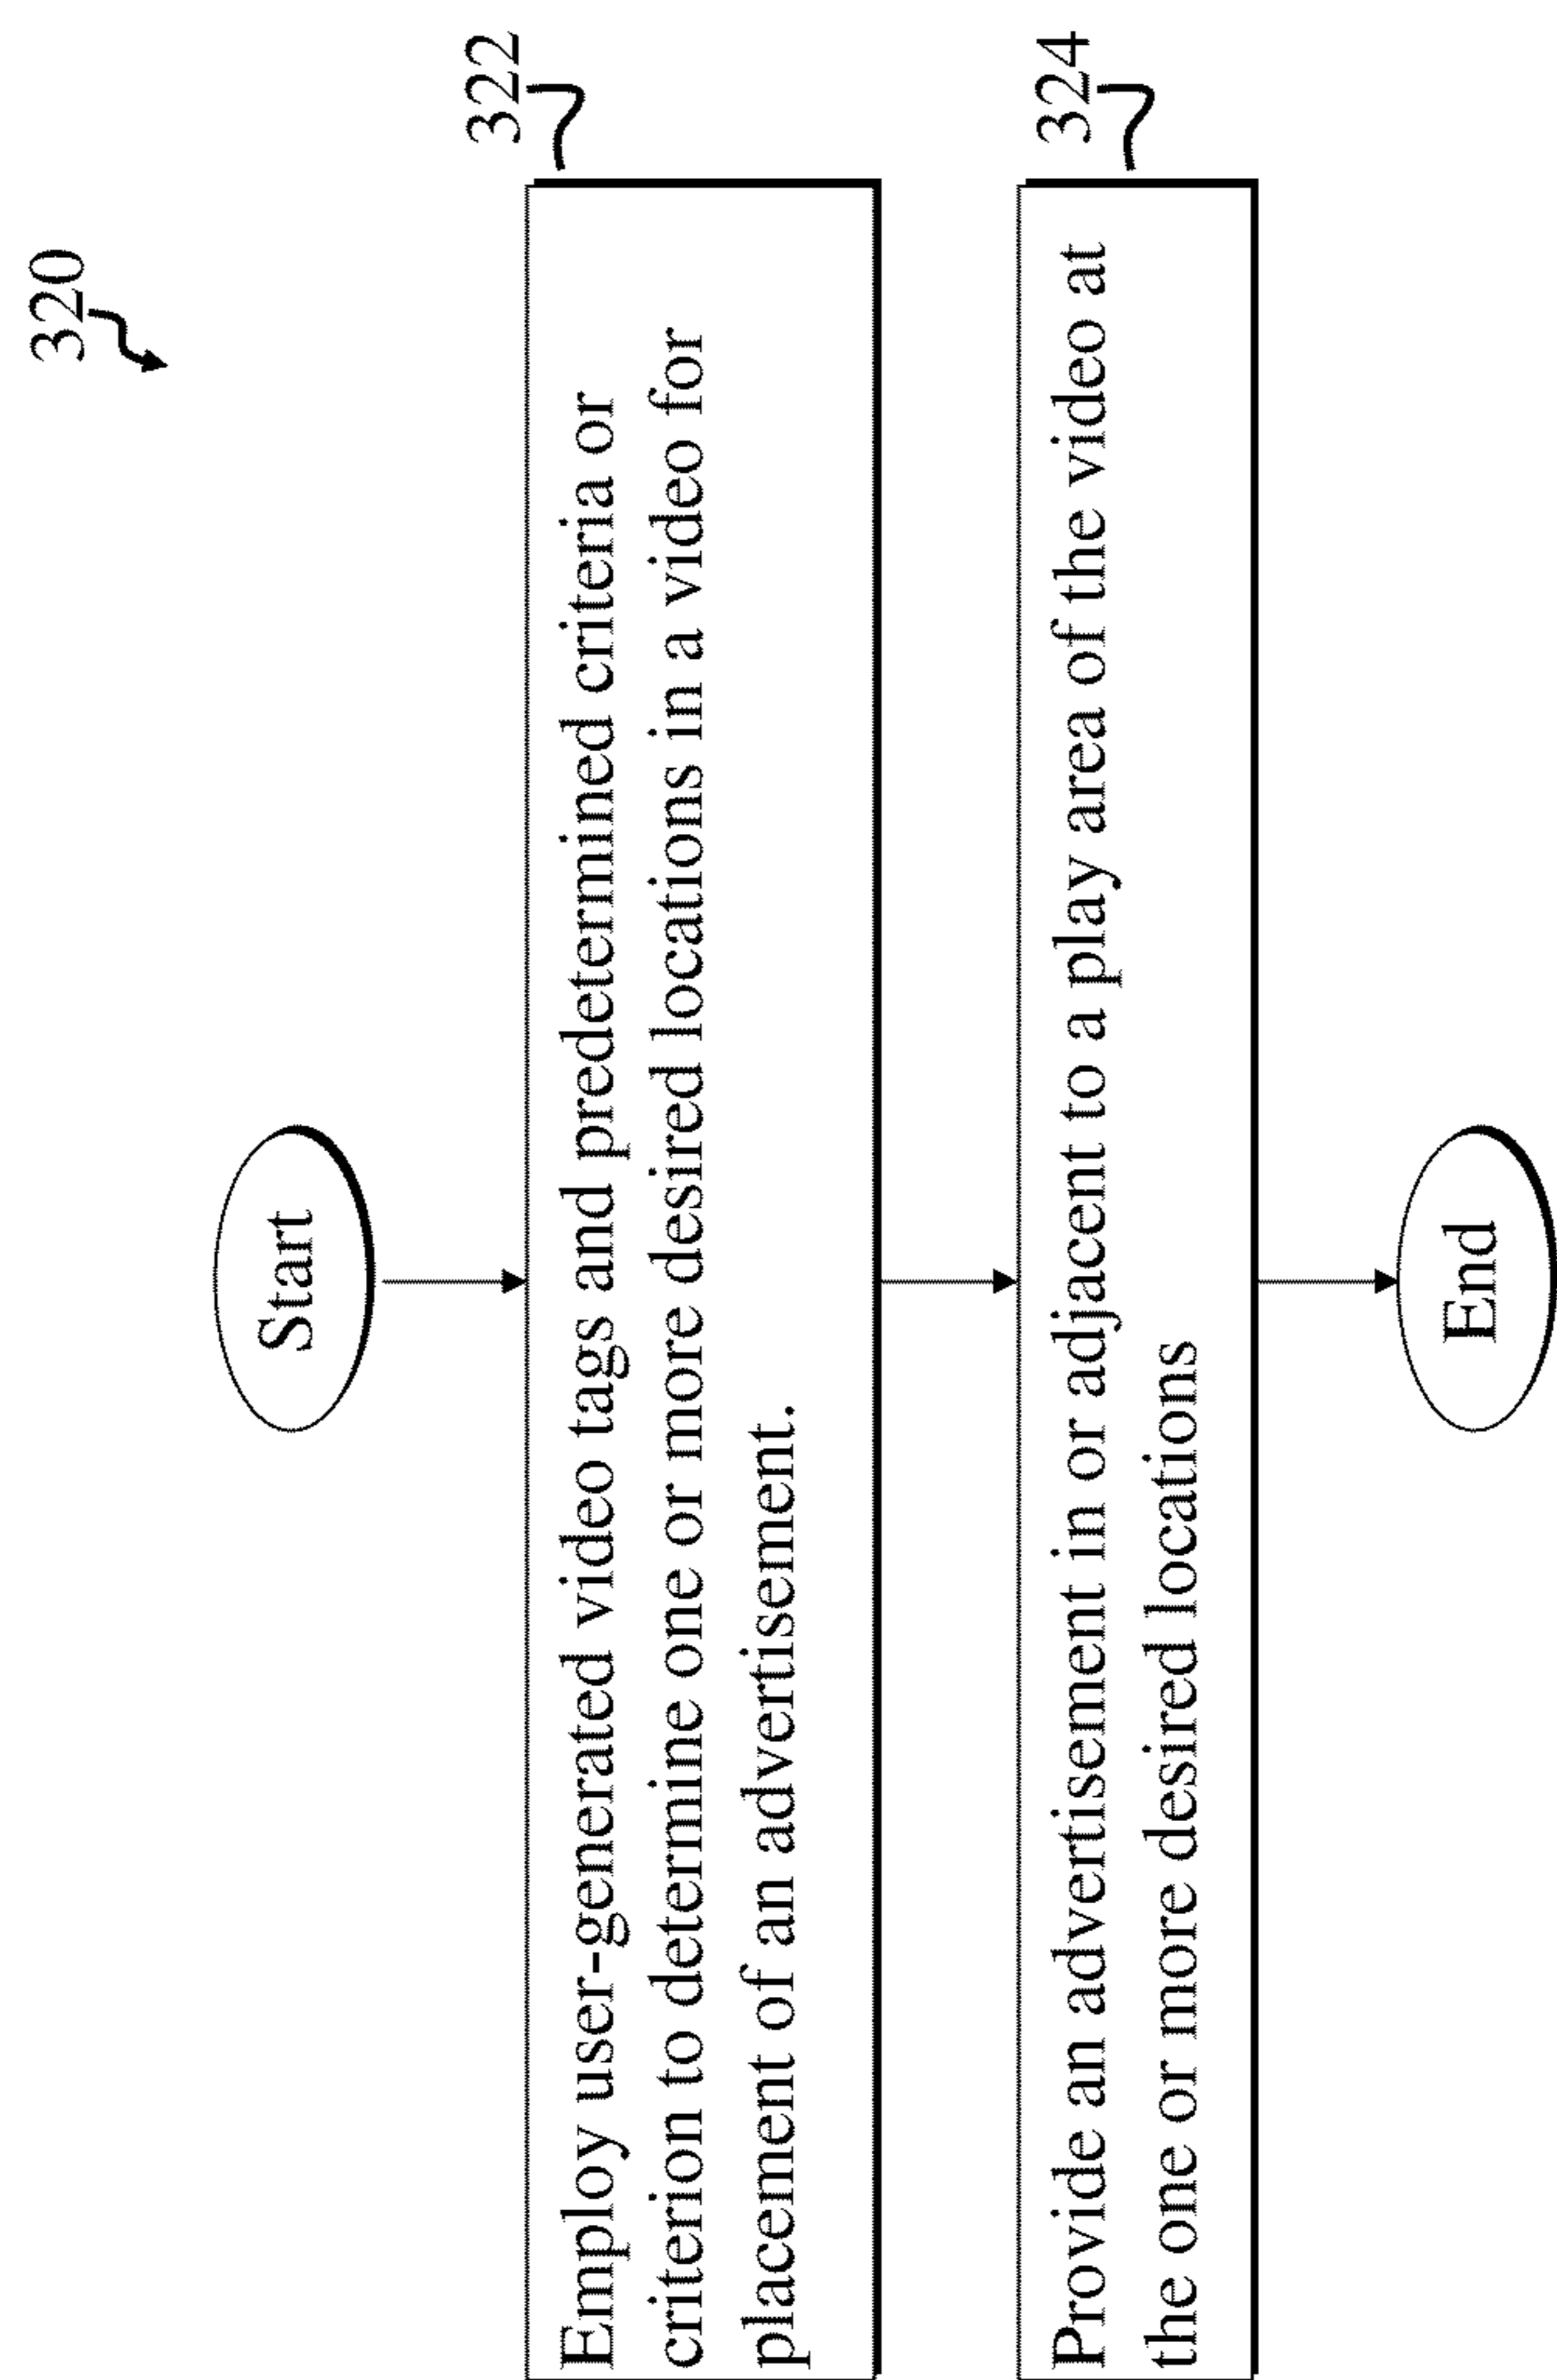 320
Start
322
Employ user-generated video tags and predetermined criteria or
criterion to determine one or more desired locations in a video for
placement of an advertisement.
324
Provide an advertisement in or adjacent to a play area of the video at
the one or more desired locations
End